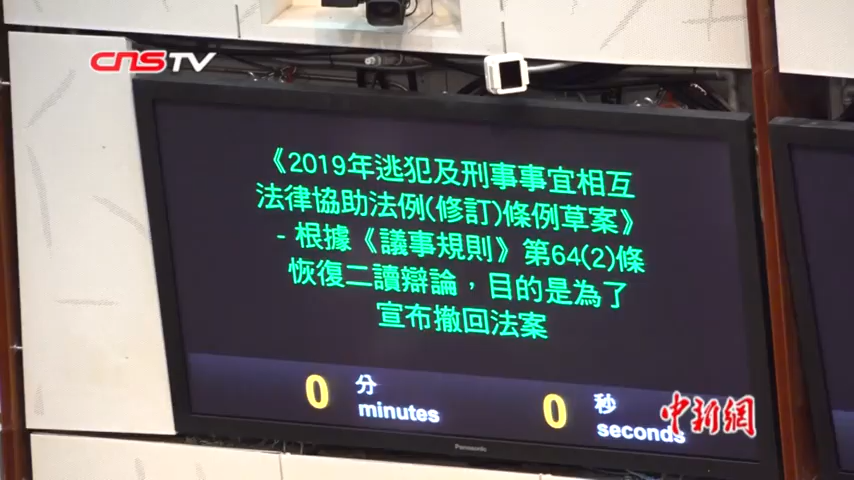 CNSTV
《2019年逃犯及刑事事宜相互
法律協助法例(修訂)條例草案》
- 根據《議事規則》第64(2)條
恢復二讀辯論，目的是為了
宣布撤回法案
0 分 minutes 0 秒 seconds
中新網
Panasonic